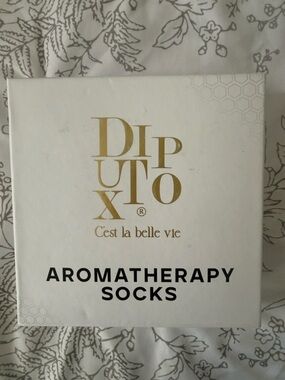 DIP
UTO
X®
C'est la belle vie
AROMATHERAPY
SOCKS